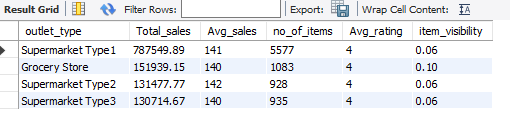 Result Grid Filter Rows: Export: Wrap Cell Content: IA
outlet_type Total_sales Avg_sales no_of_items Avg_rating item_visibility
Supermarket Type1 787549.89 141 5577 4 0.06
Grocery Store 151939.15 140 1083 4 0.10
Supermarket Type2 131477.77 142 928 4 0.06
Supermarket Type3 130714.67 140 935 4 0.06